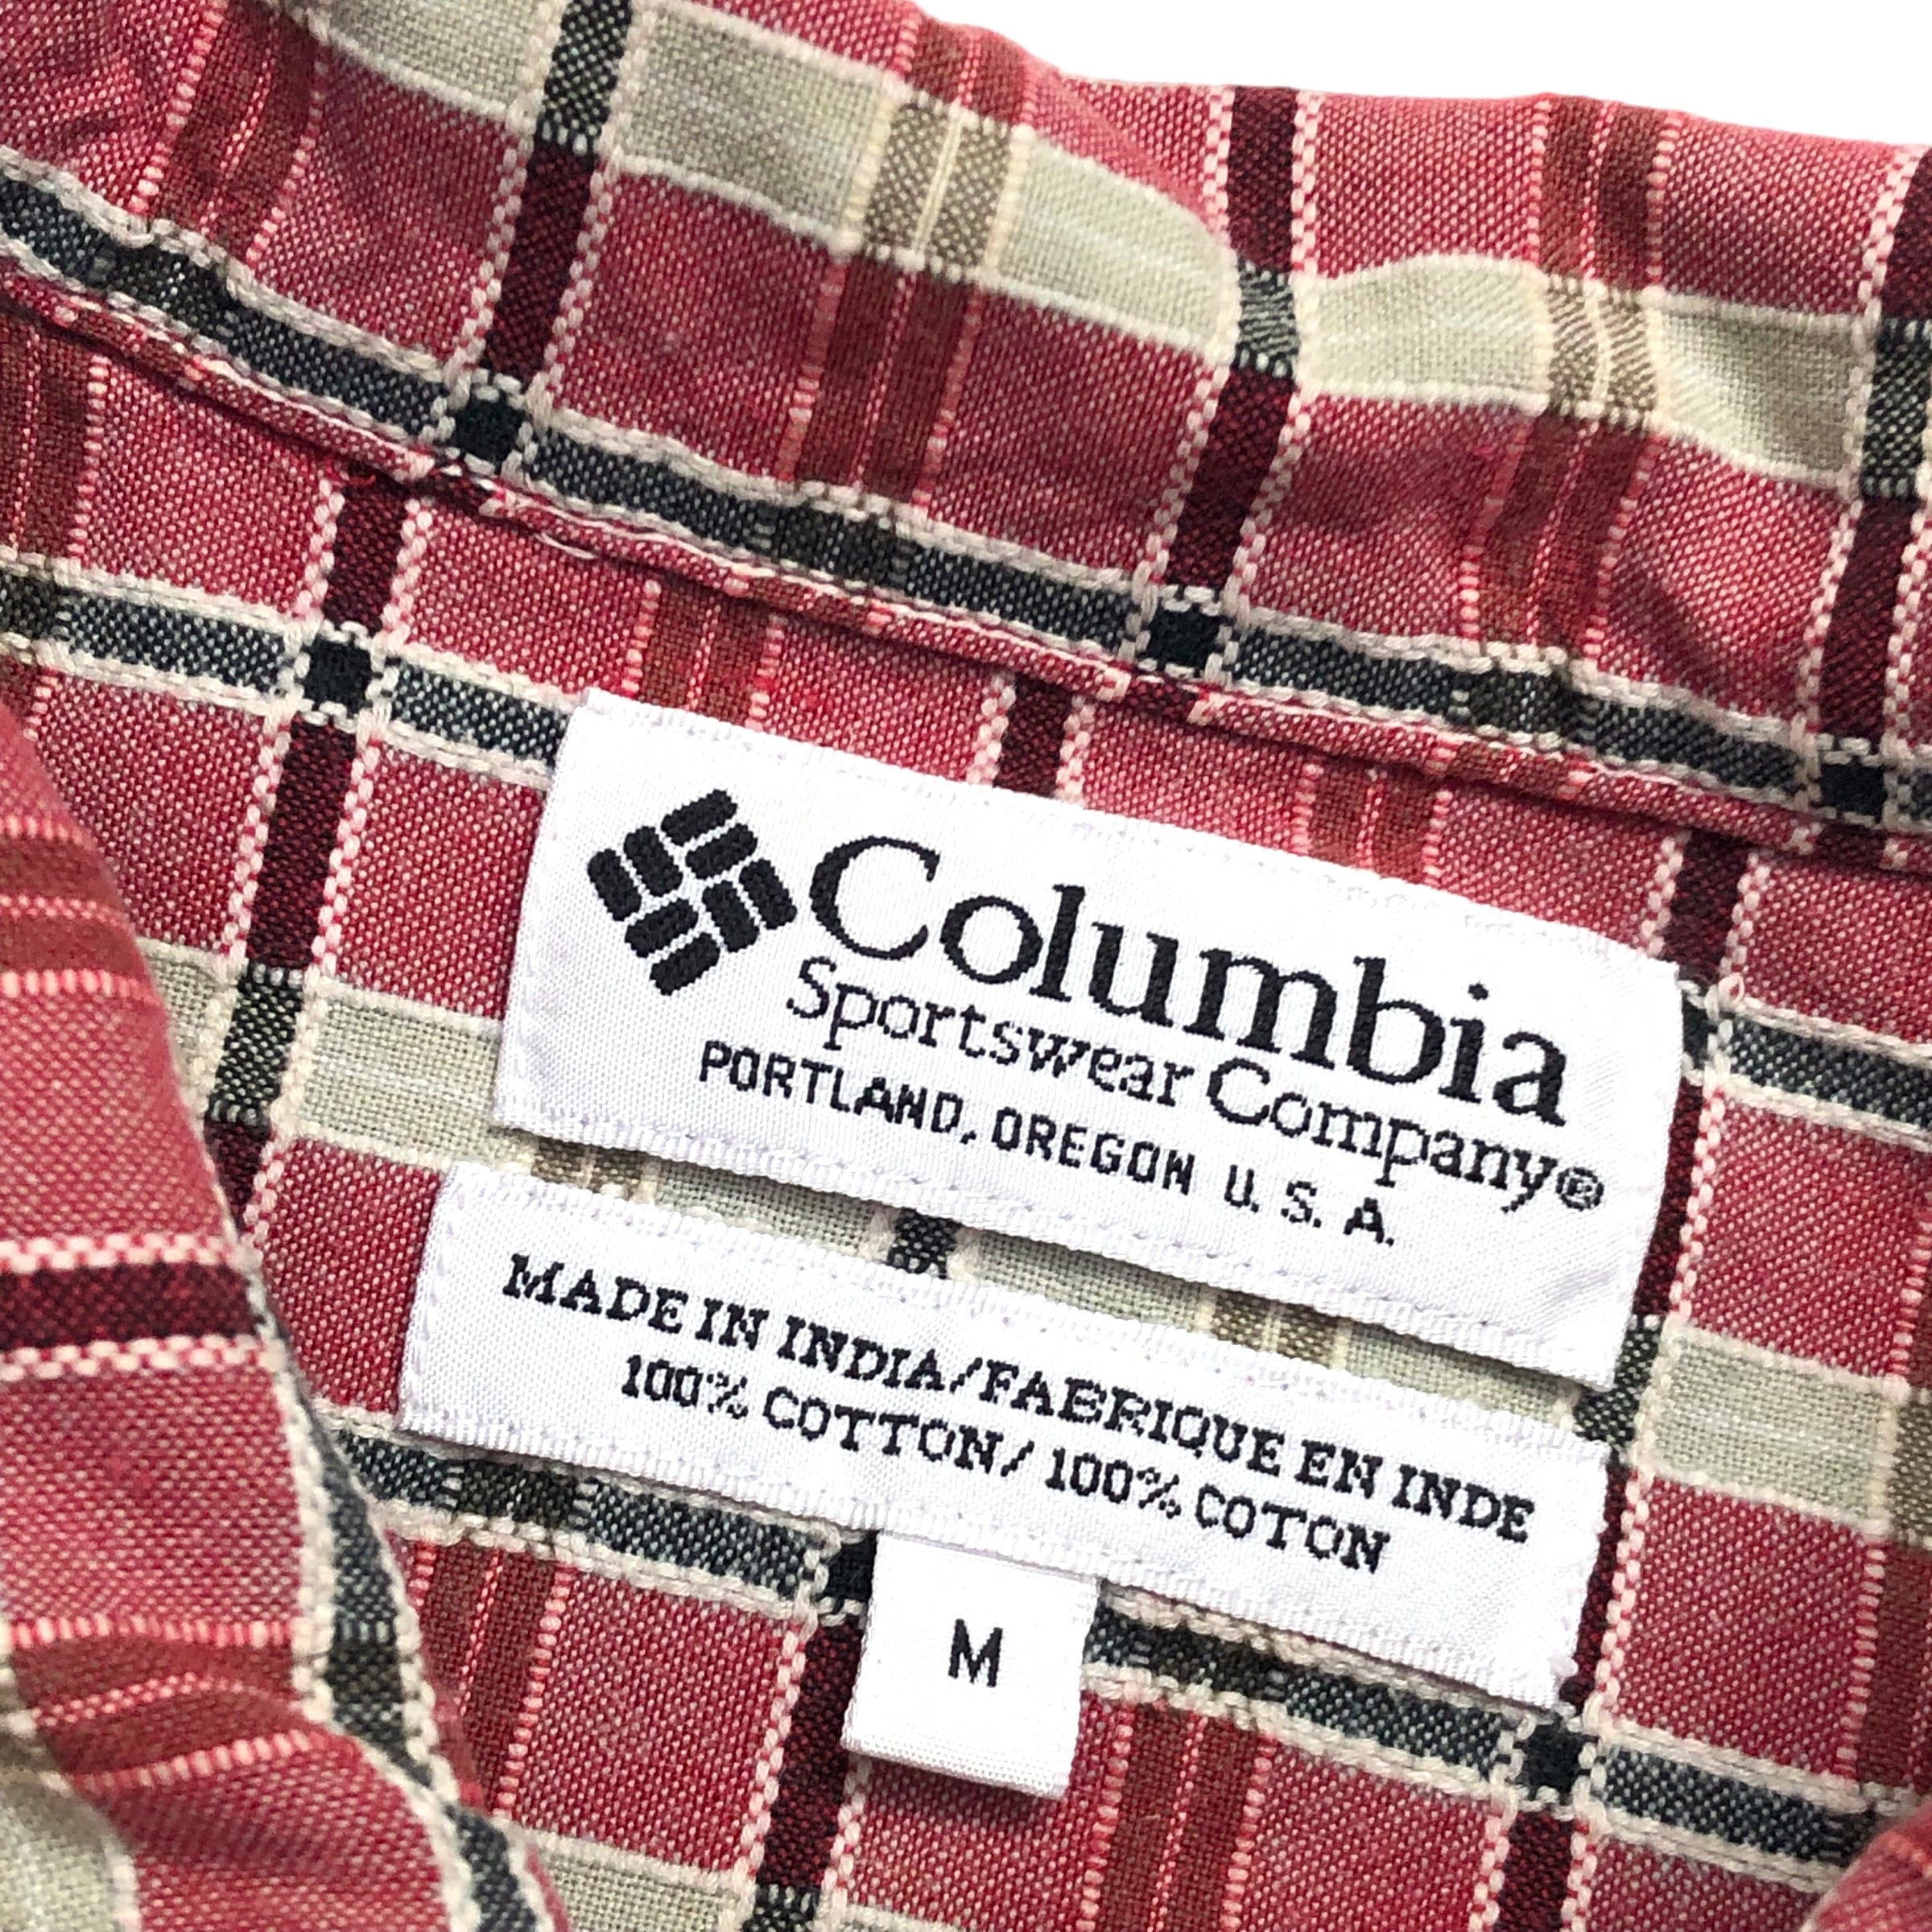 Columbia
Sportswear Company®
PORTLAND, OREGON U. S. A.
MADE IN INDIA/FABRIQUE EN INDE
100% COTTON/ 100% COTON
M